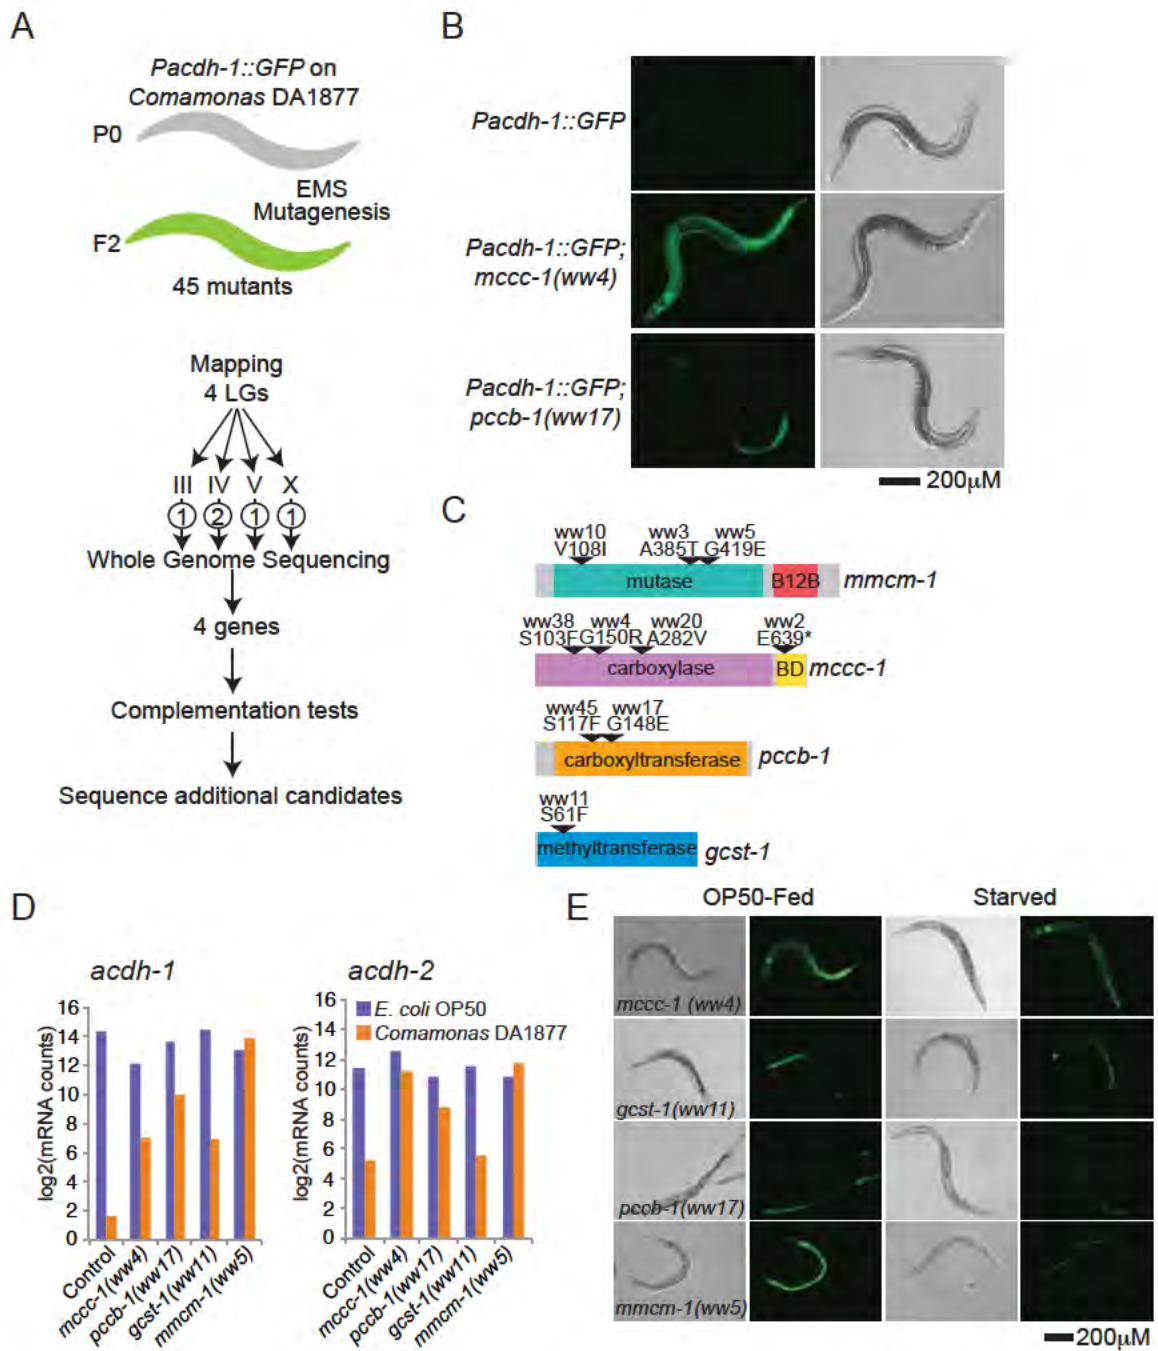 A
Pacdh-1::GFP on
Comamonas DA1877
P0
EMS
Mutagenesis
F2
45 mutants
Mapping
4 LGs
III IV V X
1 2 1 1
Whole Genome Sequencing
4 genes
Complementation tests
Sequence additional candidates
B
Pacdh-1::GFP
Pacdh-1::GFP;
mccc-1(ww4)
Pacdh-1::GFP;
pccb-1(ww17)
200µM
C
ww10 ww3 ww5
V108I A385T G419E
mutase B12B mmcm-1
ww38 ww4 ww20 ww2
S103F G150R A282V E639*
carboxylase BD mccc-1
ww45 ww17
S117F G148E
carboxyltransferase pccb-1
ww11
S61F
methyltransferase gcst-1
D
acdh-1
log2(mRNA counts)
16
14
12
10
8
6
4
2
0
Control
mccc-1(ww4)
pccb-1(ww17)
gcst-1(ww11)
mmcm-1(ww5)
acdh-2
E. coli OP50
Comamonas DA1877
log2(mRNA counts)
16
14
12
10
8
6
4
2
0
Control
mccc-1(ww4)
pccb-1(ww17)
gcst-1(ww11)
mmcm-1(ww5)
E
OP50-Fed Starved
mccc-1 (ww4)
gcst-1(ww11)
pccb-1(ww17)
mmcm-1(ww5)
200µM